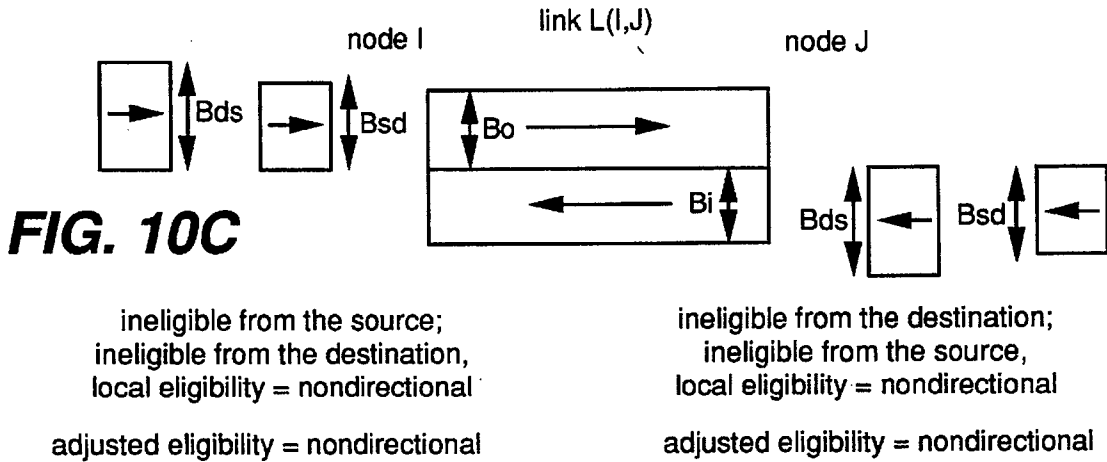 link L(I,J)
node I
node J
Bds
Bsd
Bo
Bi
Bds
Bsd
FIG. 10C
ineligible from the source;
ineligible from the destination,
local eligibility = nondirectional
adjusted eligibility = nondirectional
ineligible from the destination;
ineligible from the source,
local eligibility = nondirectional
adjusted eligibility = nondirectional